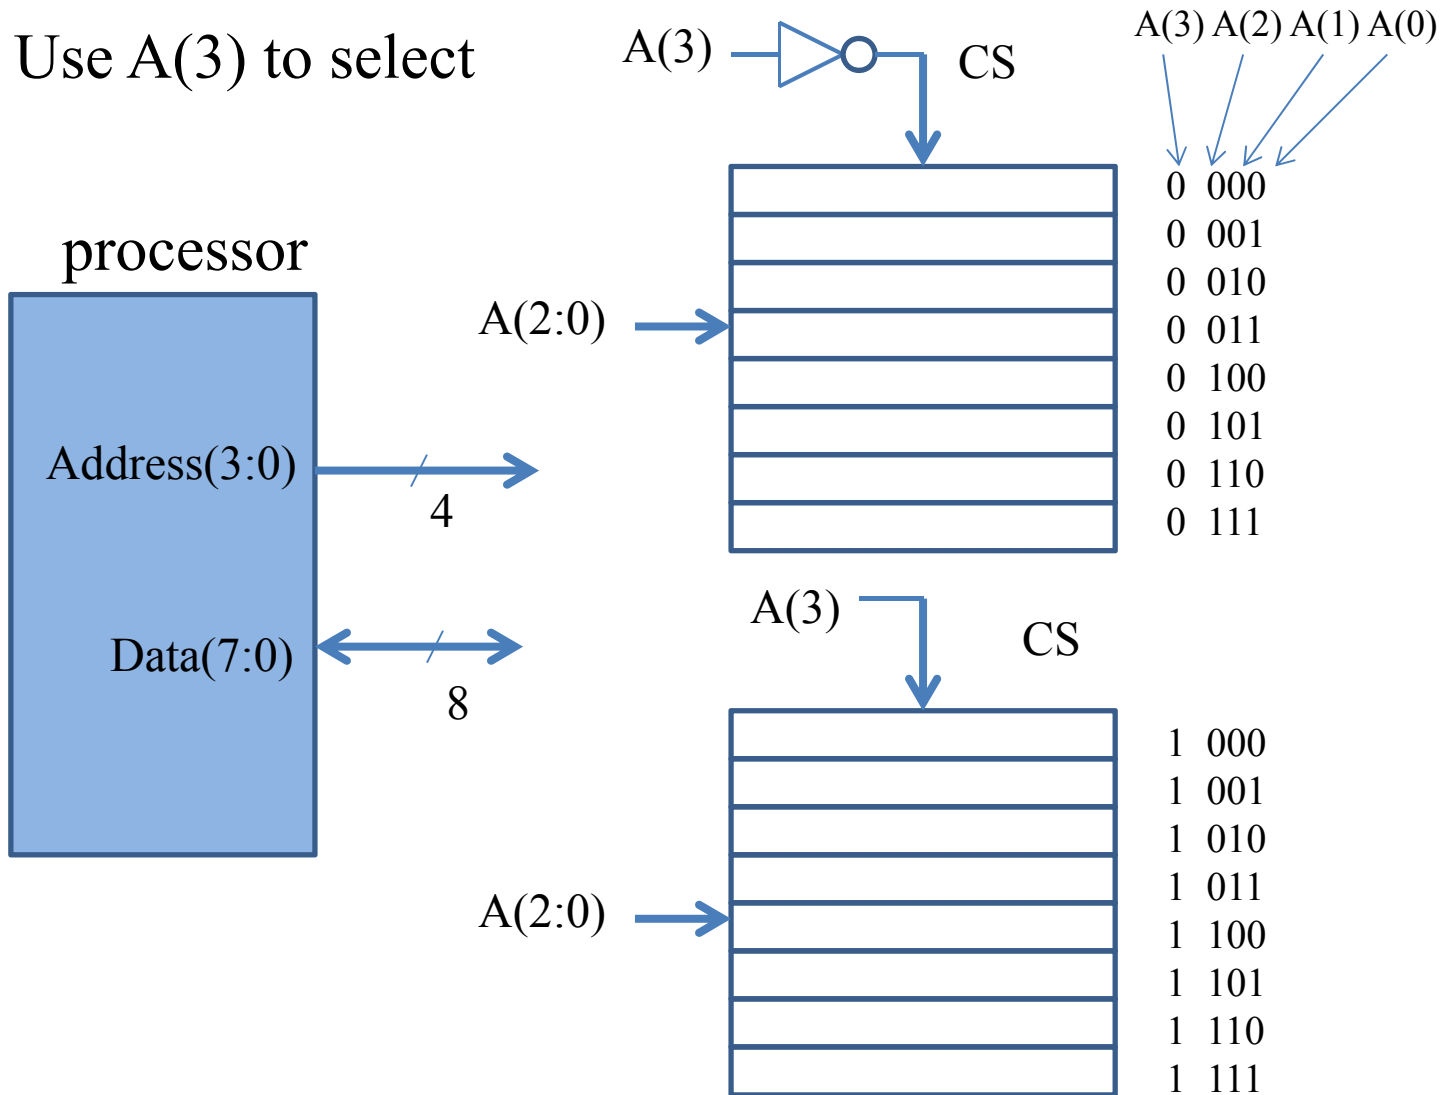 Use A(3) to select
A(3)
CS
A(3) A(2) A(1) A(0)
0 000
0 001
0 010
0 011
0 100
0 101
0 110
0 111
processor
A(2:0)
Address(3:0)
4
Data(7:0)
8
A(3)
CS
A(2:0)
1 000
1 001
1 010
1 011
1 100
1 101
1 110
1 111